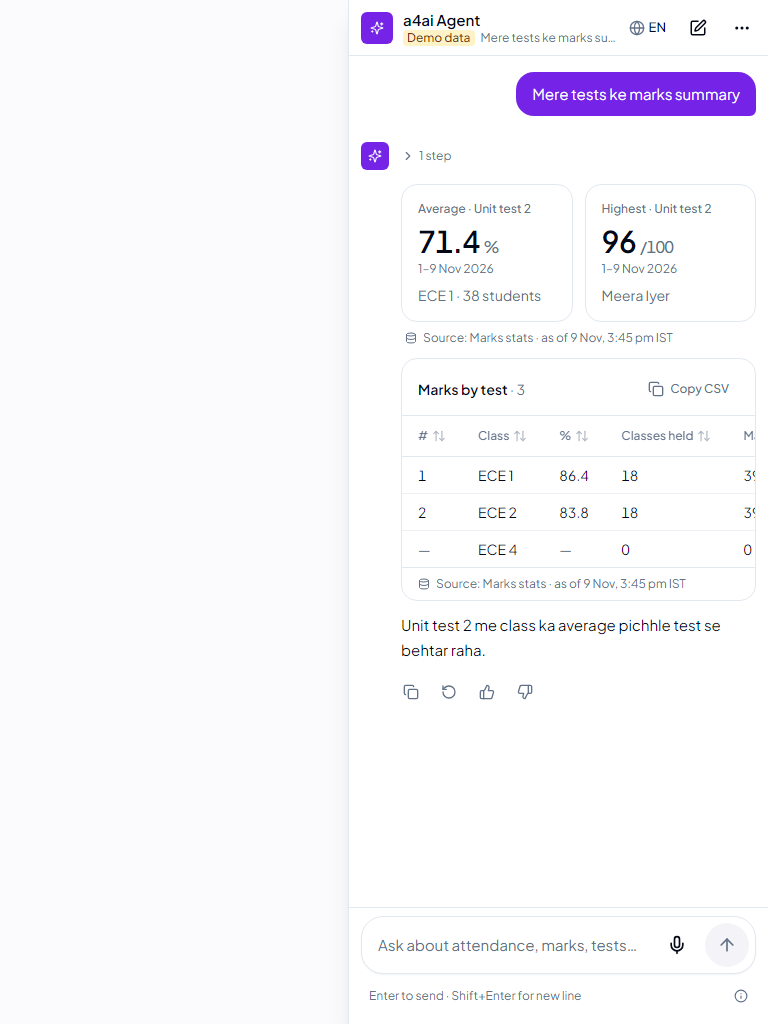 a4ai Agent
Demo data Mere tests ke marks su...
EN
Mere tests ke marks summary
1 step
Average · Unit test 2
71.4 %
1–9 Nov 2026
ECE 1 · 38 students
Highest · Unit test 2
96 /100
1–9 Nov 2026
Meera Iyer
Source: Marks stats · as of 9 Nov, 3:45 pm IST
Marks by test · 3
Copy CSV
# Class % Classes held
1 ECE 1 86.4 18
2 ECE 2 83.8 18
— ECE 4 — 0 0
Source: Marks stats · as of 9 Nov, 3:45 pm IST
Unit test 2 me class ka average pichhle test se
behtar raha.
Ask about attendance, marks, tests...
Enter to send · Shift+Enter for new line